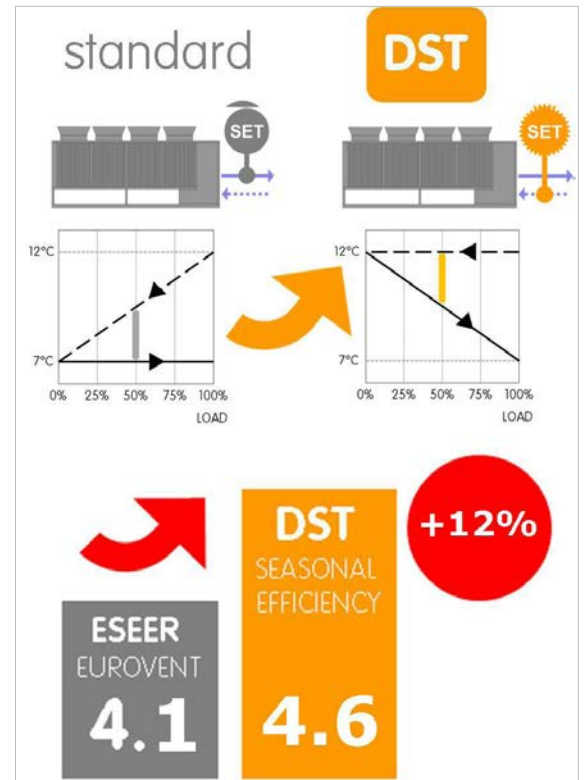 standard
DST
SET
SET
12°C
7°C
0% 25% 50% 75% 100%
LOAD
12°C
7°C
0% 25% 50% 75% 100%
LOAD
ESEER
EUROVENT
4.1
DST
SEASONAL
EFFICIENCY
4.6
+12%